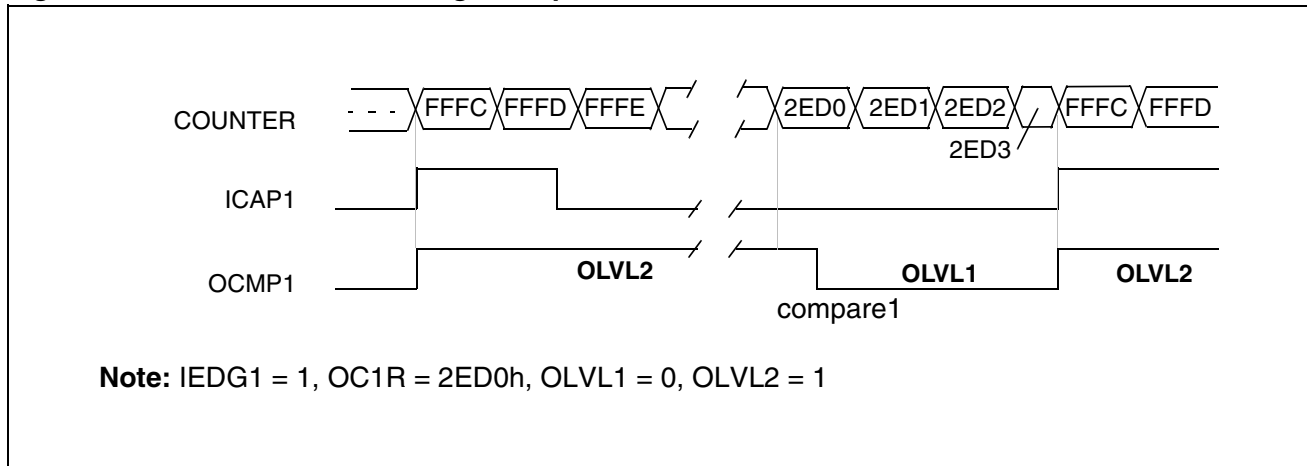 COUNTER - - - - FFFC FFFD FFFE 2ED0 2ED1 2ED2 FFFC FFFD
2ED3
ICAP1
OCMP1 OLVL2 OLVL1 OLVL2
compare1
Note: IEDG1 = 1, OC1R = 2ED0h, OLVL1 = 0, OLVL2 = 1